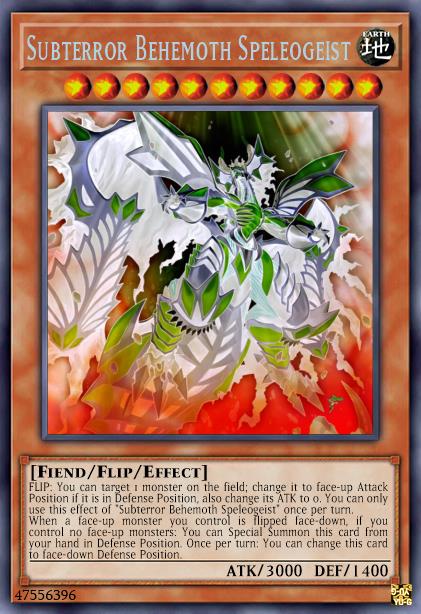 SUBTERROR BEHEMOTH SPELEOGEIST
EARTH
地
[FIEND/FLIP/EFFECT]
FLIP: You can target 1 monster on the field; change it to face-up Attack
Position if it is in Defense Position, also change its ATK to 0. You can only
use this effect of "Subterror Behemoth Speleogeist" once per turn.
When a face-up monster you control is flipped face-down, if you
control no face-up monsters: You can Special Summon this card from
your hand in Defense Position. Once per turn: You can change this card
to face-down Defense Position.
ATK/3000 DEF/1400
47556396